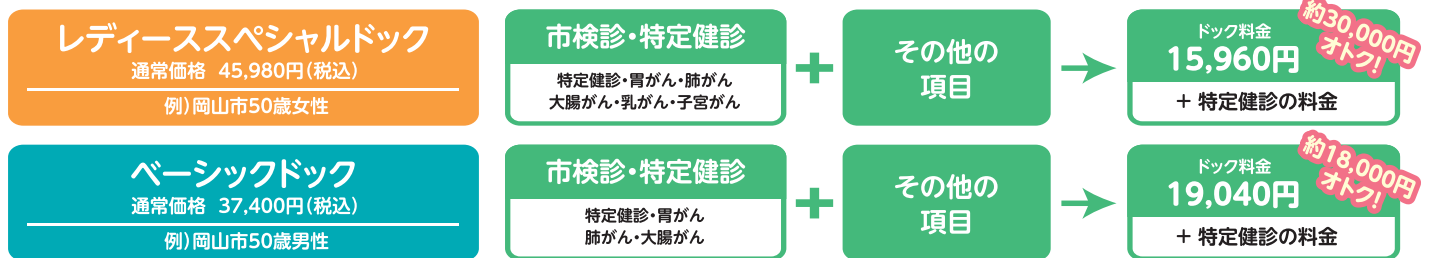 レディーススペシャルドック
通常価格 45,980円(税込)
例)岡山市50歳女性
市検診・特定健診
特定健診・胃がん・肺がん
大腸がん・乳がん・子宮がん
+
その他の
項目
ドック料金
15,960円
+ 特定健診の料金
約30,000円
オトク!
ベーシックドック
通常価格 37,400円(税込)
例)岡山市50歳男性
市検診・特定健診
特定健診・胃がん
肺がん・大腸がん
+
その他の
項目
ドック料金
19,040円
+ 特定健診の料金
約18,000円
オトク!